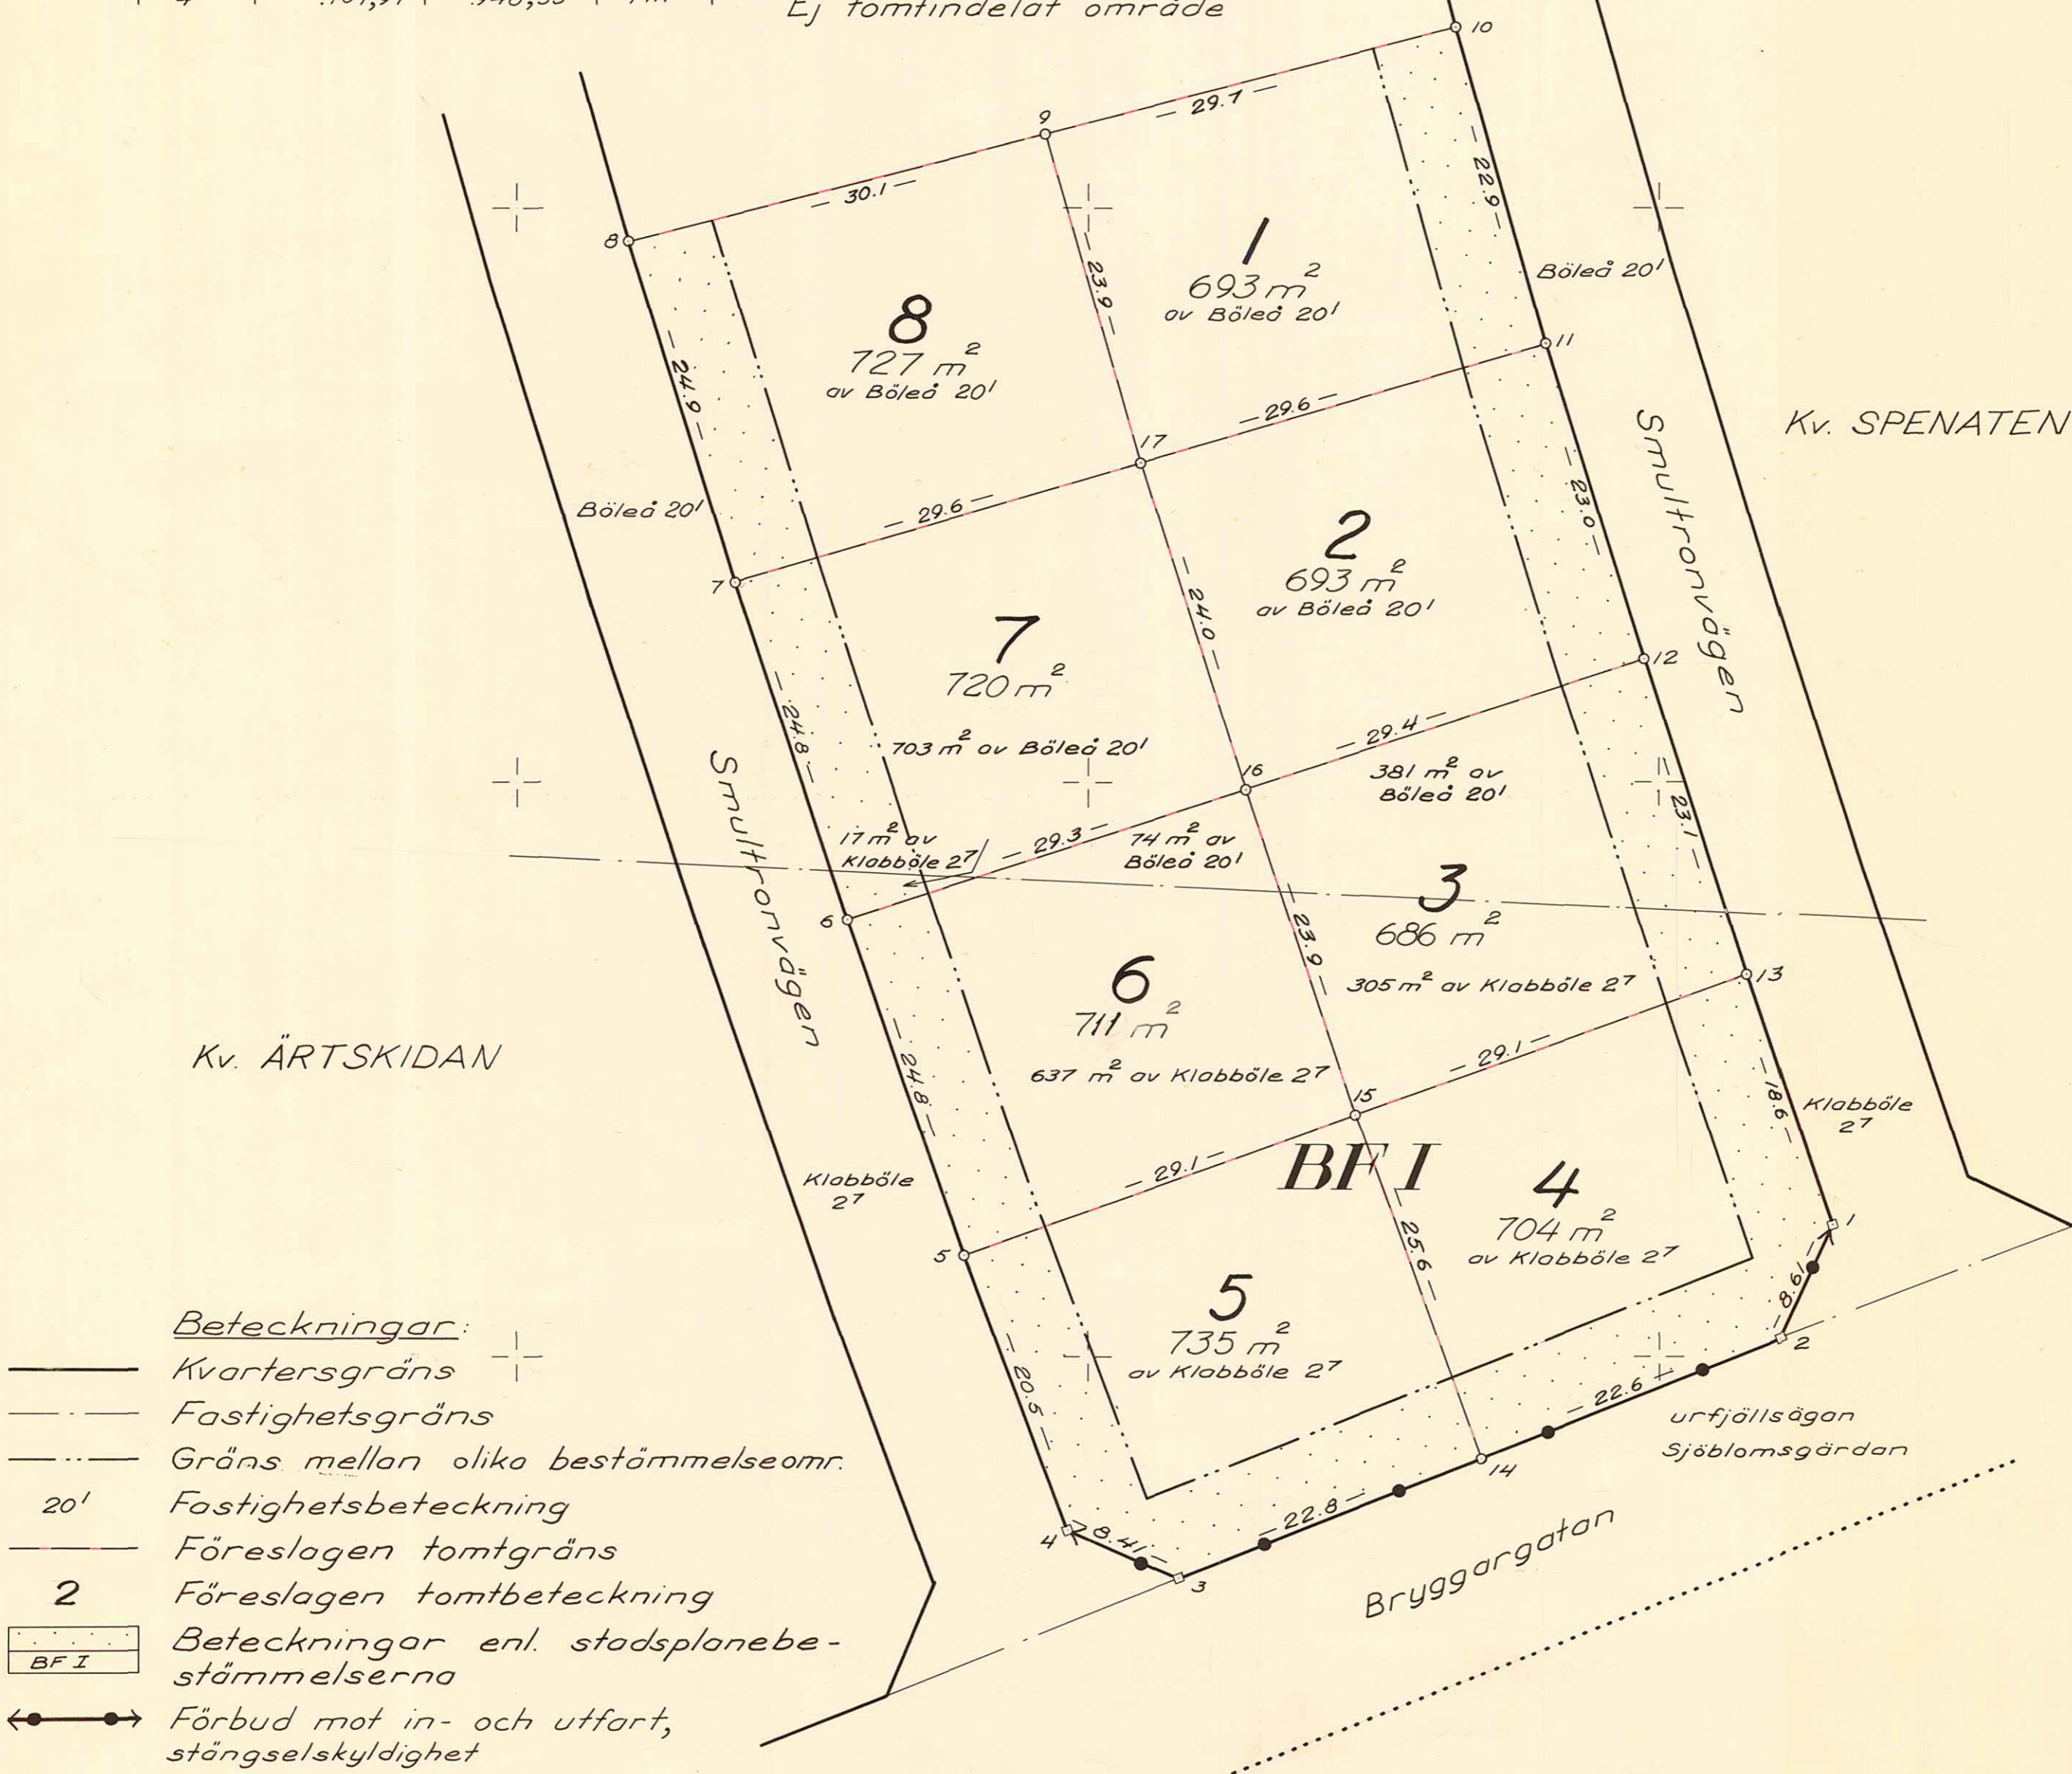 Ej tomtindelat område
10
29.7
9
30.1
8
22.9
23.9
1
693 m²
av Böleå 20¹
Böleå 20¹
8
727 m²
av Böleå 20¹
24.9
11
29.6
17
Kv. SPENATEN
Smultronvägen
Böleå 20¹
29.6
23.0
2
693 m²
av Böleå 20¹
7
24.0
7
720 m²
703 m² av Böleå 20¹
12
24.8
29.4
16
381 m² av
Böleå 20¹
23.1
Smultronvägen
17 m² av
Klabböle 2⁷
29.3
74 m² av
Böleå 20¹
3
686 m²
305 m² av Klabböle 2⁷
6
23.9
13
6
711 m²
637 m² av Klabböle 2⁷
Kv. ÄRTSKIDAN
24.8
29.1
15
18.6
Klabböle
2⁷
BF I
29.1
Klabböle
2⁷
4
704 m²
av Klabböle 2⁷
25.6
1
5
5
735 m²
av Klabböle 2⁷
8.61
2
20.5
22.6
urfjällsägan
Sjöblomsgärdan
14
22.8
4
8.41
3
Bryggargatan
Beteckningar:
Kvartersgräns
Fastighetsgräns
Gräns mellan olika bestämmelseomr.
20¹ Fastighetsbeteckning
Föreslagen tomtgräns
2 Föreslagen tomtbeteckning
Beteckningar enl. stadsplanebe-
BF I
stämmelserna
Förbud mot in- och utfart,
stängselskyldighet